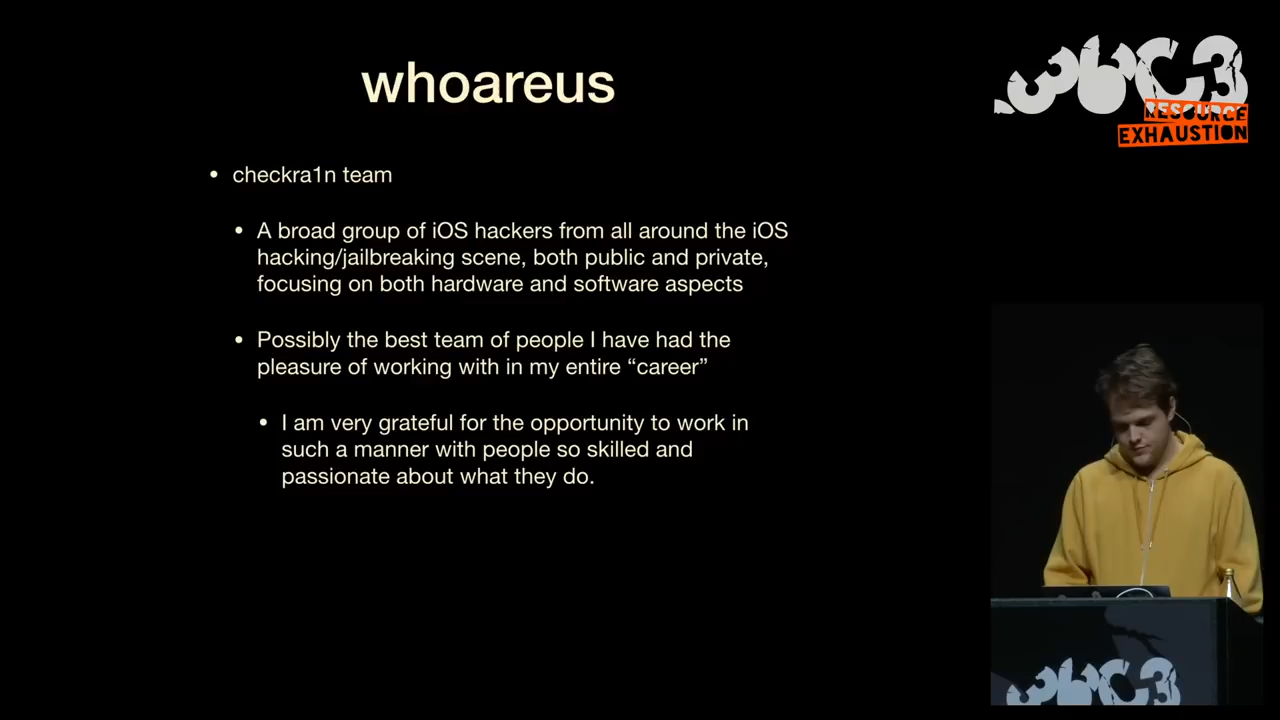 whoareus
36C3
RESOURCE
EXHAUSTION
• checkra1n team
• A broad group of iOS hackers from all around the iOS
hacking/jailbreaking scene, both public and private,
focusing on both hardware and software aspects
• Possibly the best team of people I have had the
pleasure of working with in my entire “career”
• I am very grateful for the opportunity to work in
such a manner with people so skilled and
passionate about what they do.
36C3